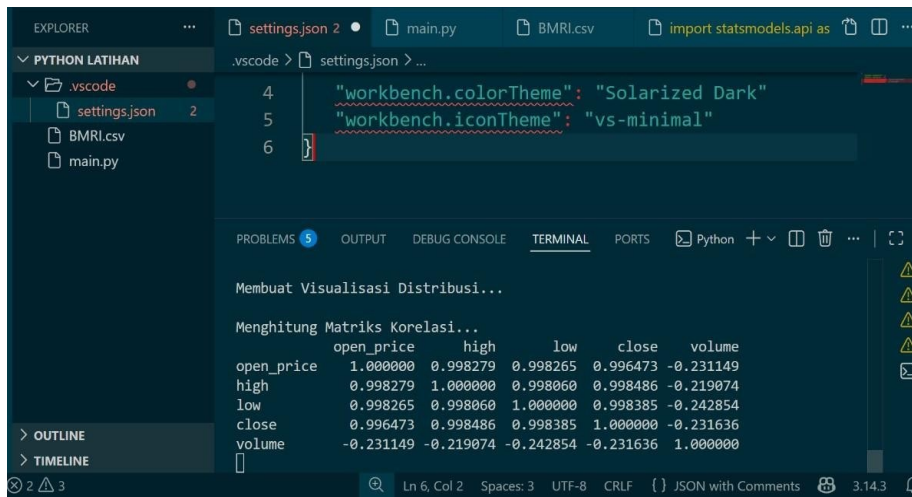 EXPLORER ...
PYTHON LATIHAN
.vscode
settings.json 2
BMRI.csv
main.py
OUTLINE
TIMELINE
settings.json 2 ●
main.py
BMRI.csv
import statsmodels.api as
...
.vscode > settings.json > ...
4 "workbench.colorTheme": "Solarized Dark"
5 "workbench.iconTheme": "vs-minimal"
6 }
PROBLEMS 5 OUTPUT DEBUG CONSOLE TERMINAL PORTS Python ...
Membuat Visualisasi Distribusi...
Menghitung Matriks Korelasi...
open_price high low close volume
open_price 1.000000 0.998279 0.998265 0.996473 -0.231149
high 0.998279 1.000000 0.998060 0.998486 -0.219074
low 0.998265 0.998060 1.000000 0.998385 -0.242854
close 0.996473 0.998486 0.998385 1.000000 -0.231636
volume -0.231149 -0.219074 -0.242854 -0.231636 1.000000
2 3 Ln 6, Col 2 Spaces: 3 UTF-8 CRLF { } JSON with Comments 3.14.3